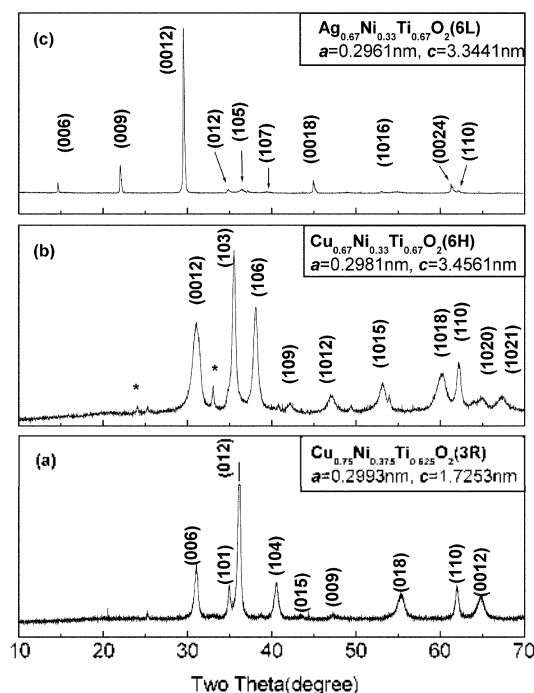 (c)
Ag0.67Ni0.33Ti0.67O2(6L)
a=0.2961nm, c=3.3441nm
(006)
(009)
(0012)
(012)
(105)
(107)
(0018)
(1016)
(0024)
(110)
(b)
Cu0.67Ni0.33Ti0.67O2(6H)
a=0.2981nm, c=3.4561nm
*
(0012)
*
(103)
(106)
(109)
(1012)
(1015)
(1018)
(110)
(1020)
(1021)
(a)
Cu0.75Ni0.375Ti0.625O2(3R)
a=0.2993nm, c=1.7253nm
(006)
(101)
(012)
(104)
(015)
(009)
(018)
(110)
(0012)
10 20 30 40 50 60 70
Two Theta(degree)